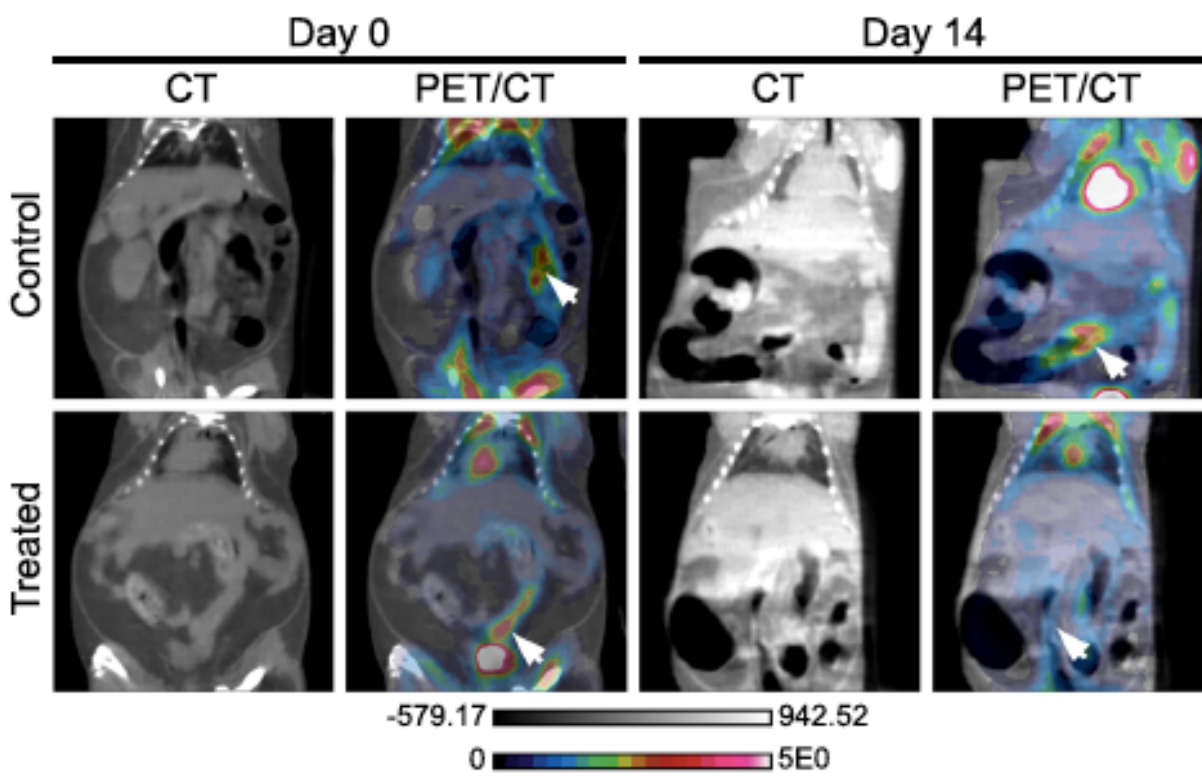 Day 0 Day 14
CT PET/CT CT PET/CT
Control
Treated
-579.17 942.52
0 5E0